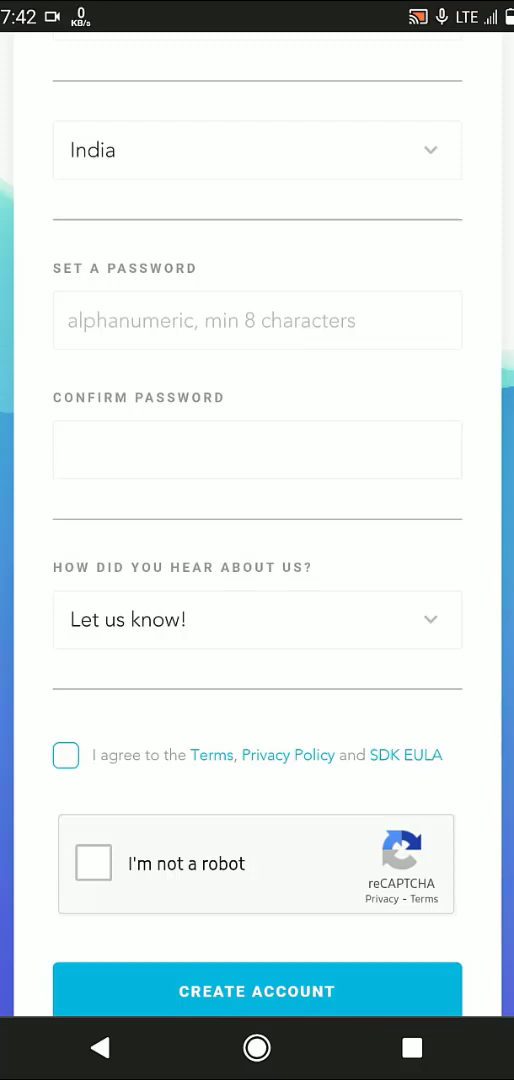 7:42 0 KB/s LTE
India
SET A PASSWORD
alphanumeric, min 8 characters
CONFIRM PASSWORD
HOW DID YOU HEAR ABOUT US?
Let us know!
I agree to the Terms, Privacy Policy and SDK EULA
I'm not a robot
reCAPTCHA
Privacy - Terms
CREATE ACCOUNT